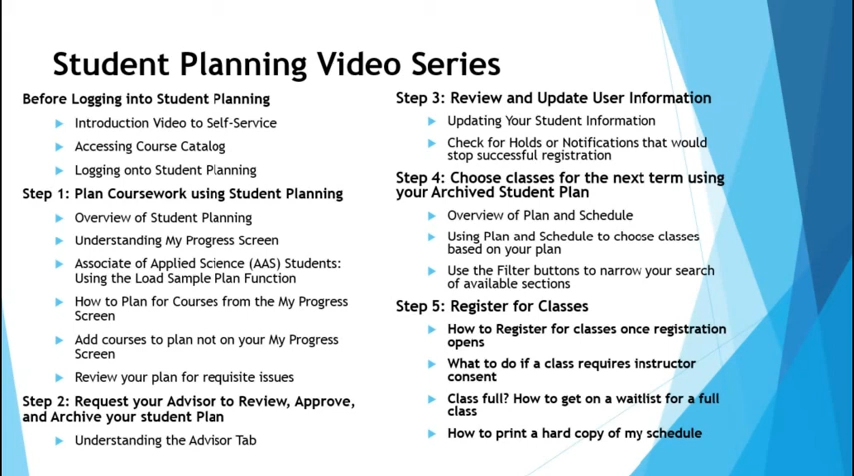 Student Planning Video Series
Before Logging into Student Planning
Introduction Video to Self-Service
Accessing Course Catalog
Logging onto Student Planning
Step 1: Plan Coursework using Student Planning
Overview of Student Planning
Understanding My Progress Screen
Associate of Applied Science (AAS) Students:
Using the Load Sample Plan Function
How to Plan for Courses from the My Progress
Screen
Add courses to plan not on your My Progress
Screen
Review your plan for requisite issues
Step 2: Request your Advisor to Review, Approve,
and Archive your student Plan
Understanding the Advisor Tab
Step 3: Review and Update User Information
Updating Your Student Information
Check for Holds or Notifications that would
stop successful registration
Step 4: Choose classes for the next term using
your Archived Student Plan
Overview of Plan and Schedule
Using Plan and Schedule to choose classes
based on your plan
Use the Filter buttons to narrow your search
of available sections
Step 5: Register for Classes
How to Register for classes once registration
opens
What to do if a class requires instructor
consent
Class full? How to get on a waitlist for a full
class
How to print a hard copy of my schedule